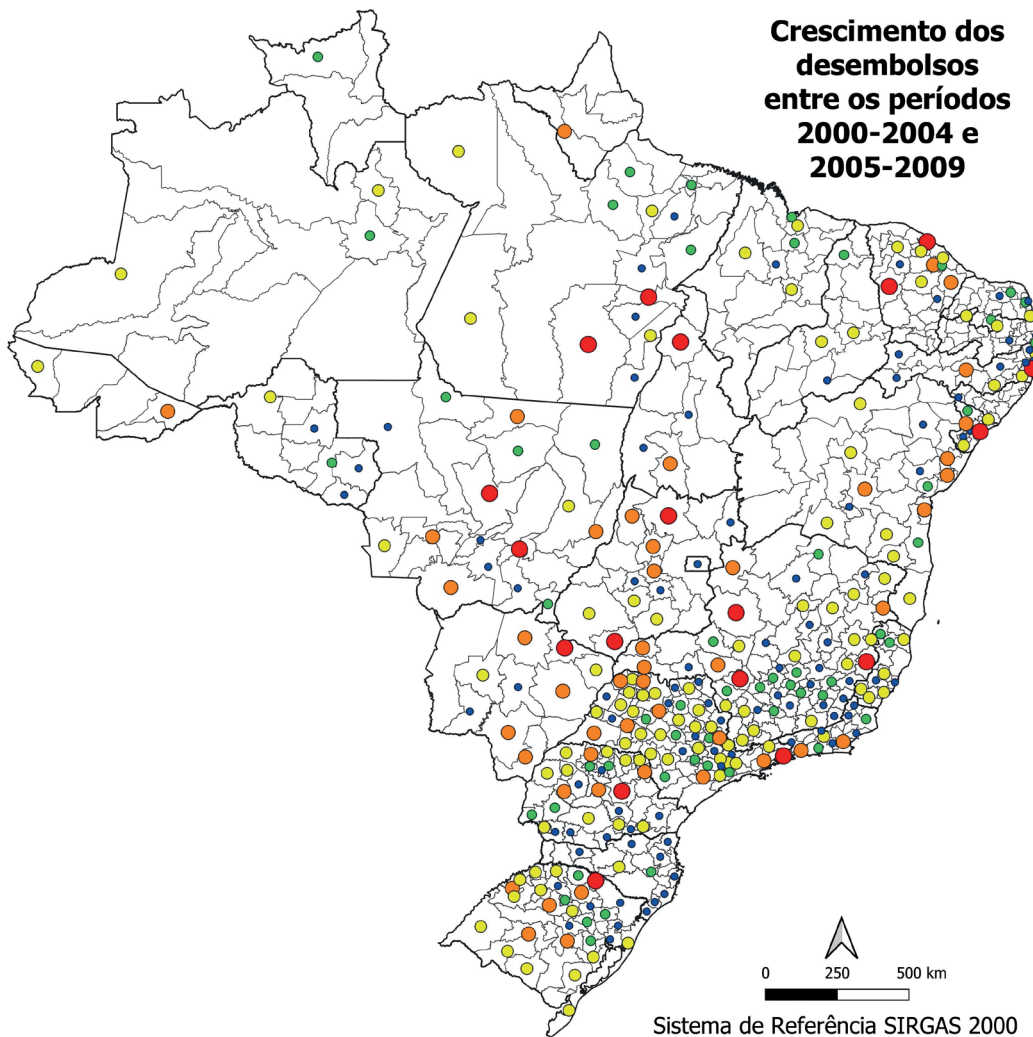 Crescimento dos
desembolsos
entre os períodos
2000-2004 e
2005-2009
0 250 500 km
Sistema de Referência SIRGAS 2000